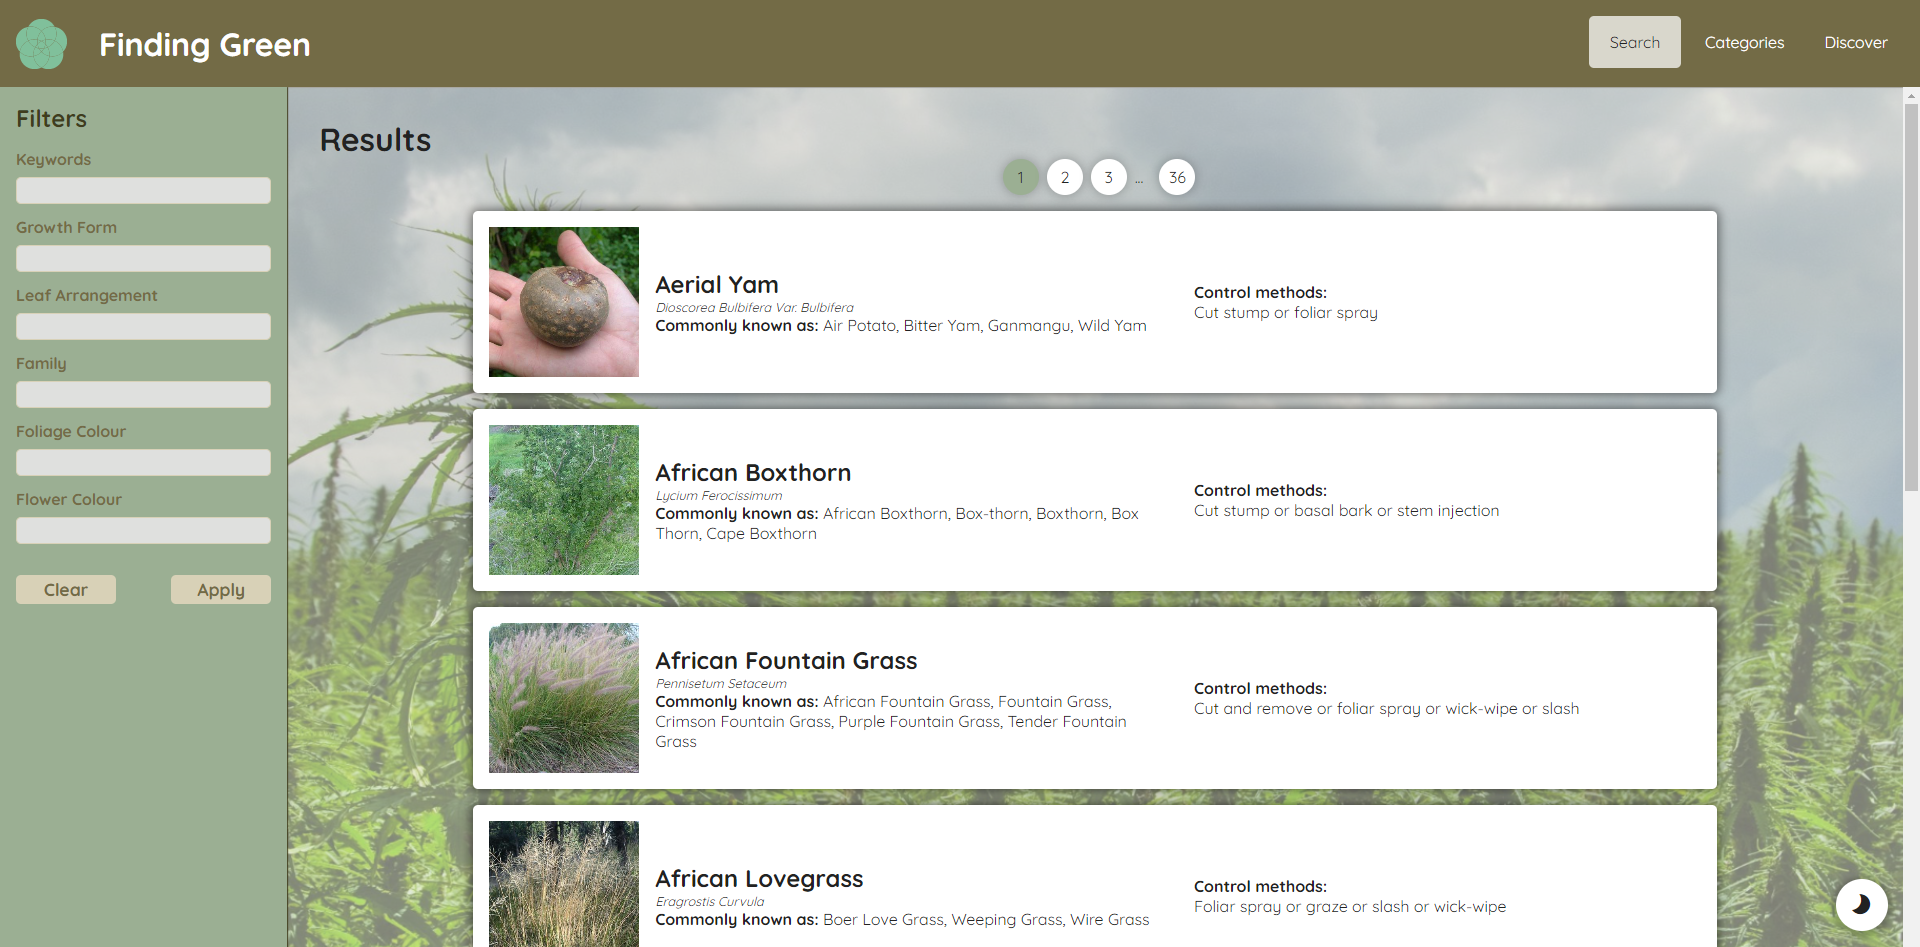 Finding Green
Search
Categories
Discover
Filters
Keywords
Growth Form
Leaf Arrangement
Family
Foliage Colour
Flower Colour
Clear
Apply
Results
1 2 3 ... 36
Aerial Yam
Dioscorea Bulbifera Var. Bulbifera
Commonly known as: Air Potato, Bitter Yam, Ganmangu, Wild Yam
Control methods:
Cut stump or foliar spray
African Boxthorn
Lycium Ferocissimum
Commonly known as: African Boxthorn, Box-thorn, Boxthorn, Box
Thorn, Cape Boxthorn
Control methods:
Cut stump or basal bark or stem injection
African Fountain Grass
Pennisetum Setaceum
Commonly known as: African Fountain Grass, Fountain Grass,
Crimson Fountain Grass, Purple Fountain Grass, Tender Fountain
Grass
Control methods:
Cut and remove or foliar spray or wick-wipe or slash
African Lovegrass
Eragrostis Curvula
Commonly known as: Boer Love Grass, Weeping Grass, Wire Grass
Control methods:
Foliar spray or graze or slash or wick-wipe